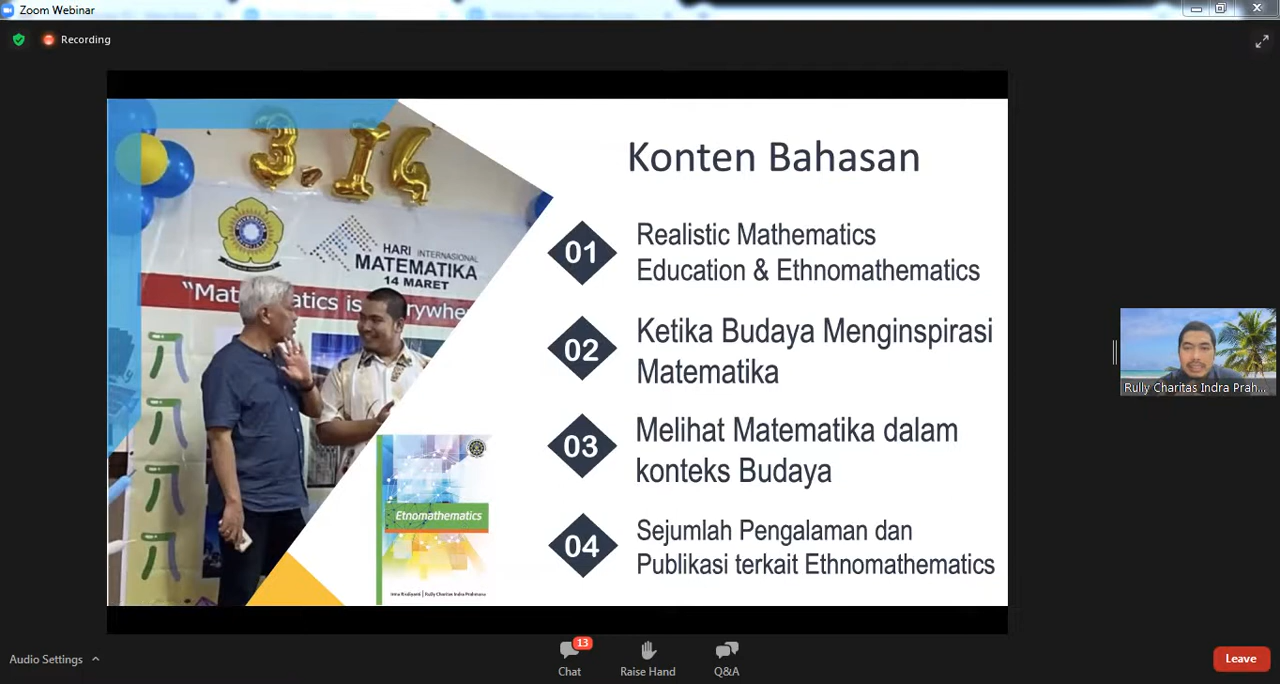 Zoom Webinar
Recording
3.14
HARI INTERNASIONAL
MATEMATIKA
14 MARET
Konten Bahasan
01
Realistic Mathematics
Education & Ethnomathematics
02
Ketika Budaya Menginspirasi
Matematika
03
Melihat Matematika dalam
konteks Budaya
04
Sejumlah Pengalaman dan
Publikasi terkait Ethnomathematics
Etnomathematics
Rully Charitas Indra Prah...
Audio Settings
13
Chat
Raise Hand
Q&A
Leave